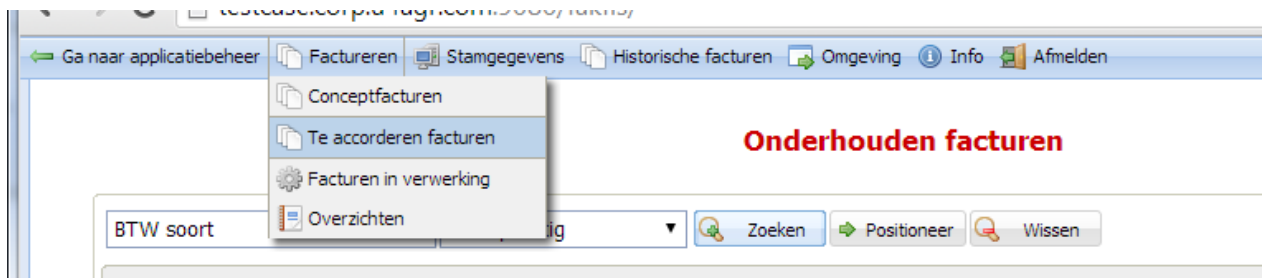 Ga naar applicatiebeheer Factureren Stamgegevens Historische facturen Omgeving Info Afmelden
Conceptfacturen
Te accorderen facturen
Onderhouden facturen
Facturen in verwerking
Overzichten
BTW soort Zoeken Positioneer Wissen